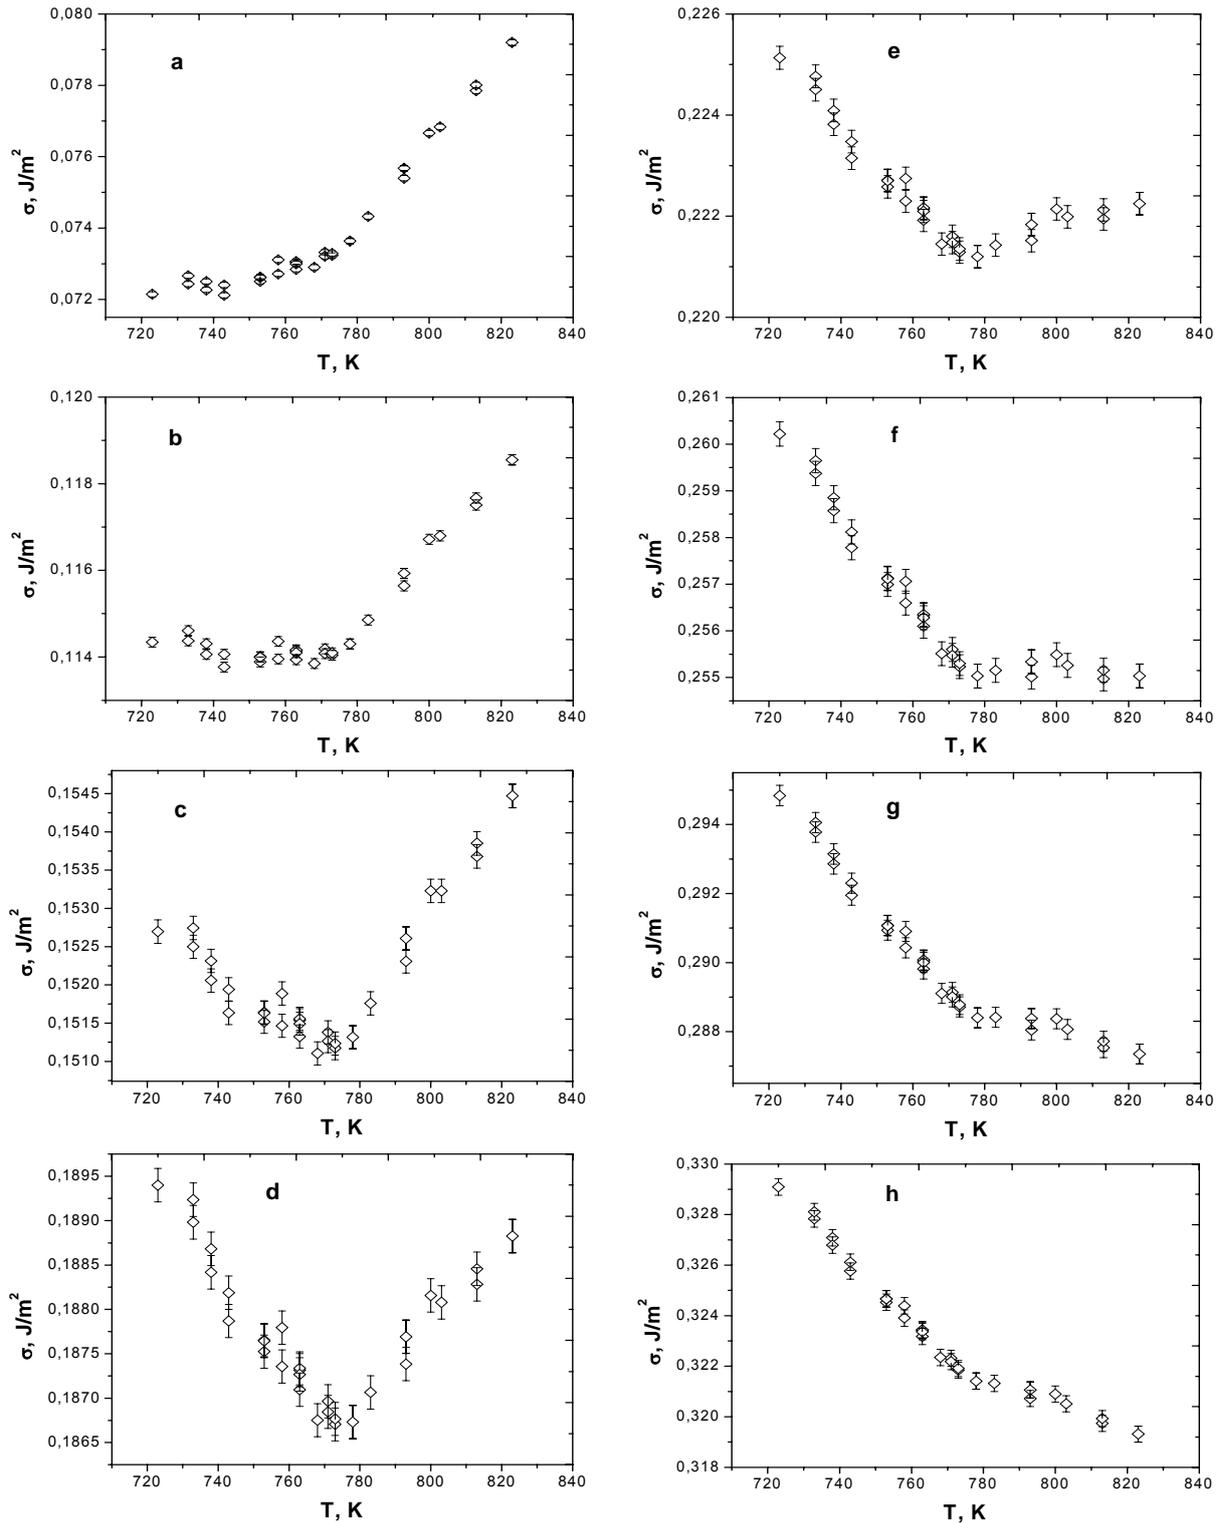 a
0,080
0,078
0,076
0,074
0,072
σ, J/m2
720 740 760 780 800 820 840
T, K
b
0,120
0,118
0,116
0,114
σ, J/m2
720 740 760 780 800 820 840
T, K
c
0,1545
0,1540
0,1535
0,1530
0,1525
0,1520
0,1515
0,1510
σ, J/m2
720 740 760 780 800 820 840
T, K
d
0,1895
0,1890
0,1885
0,1880
0,1875
0,1870
0,1865
σ, J/m2
720 740 760 780 800 820 840
T, K
e
0,226
0,224
0,222
0,220
σ, J/m2
720 740 760 780 800 820 840
T, K
f
0,261
0,260
0,259
0,258
0,257
0,256
0,255
σ, J/m2
720 740 760 780 800 820 840
T, K
g
0,294
0,292
0,290
0,288
σ, J/m2
720 740 760 780 800 820 840
T, K
h
0,330
0,328
0,326
0,324
0,322
0,320
0,318
σ, J/m2
720 740 760 780 800 820 840
T, K